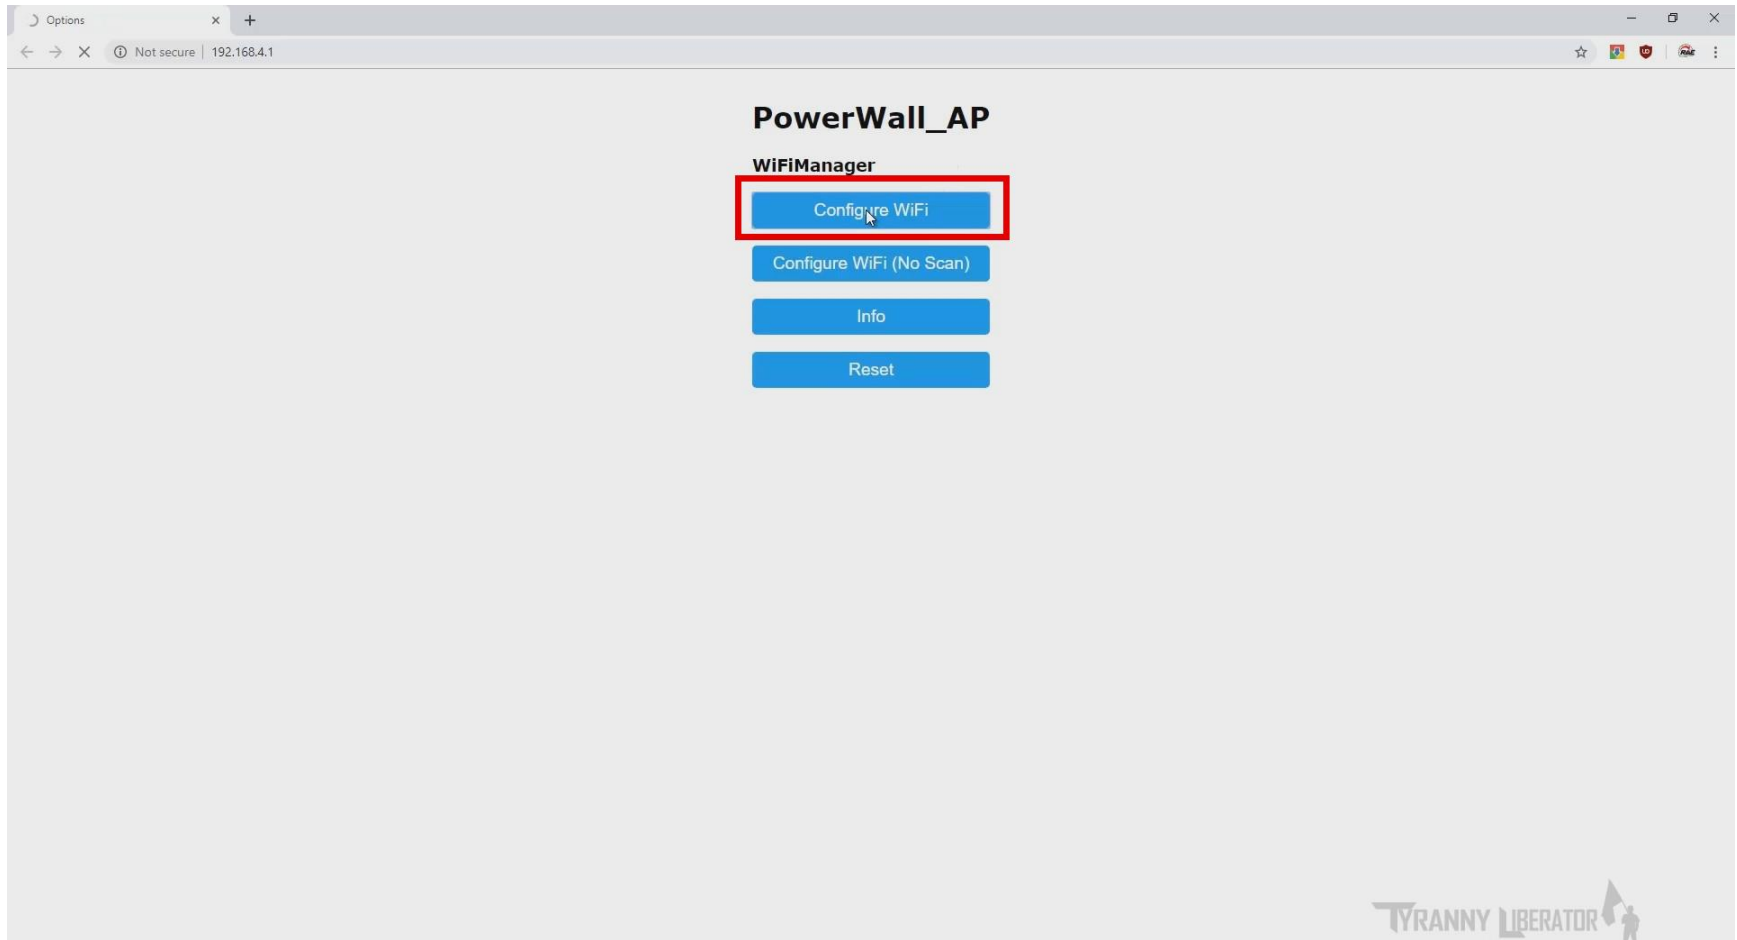 Options
Not secure | 192.168.4.1
RAE
PowerWall_AP
WiFiManager
Configure WiFi
Configure WiFi (No Scan)
Info
Reset
TYRANNY LIBERATOR